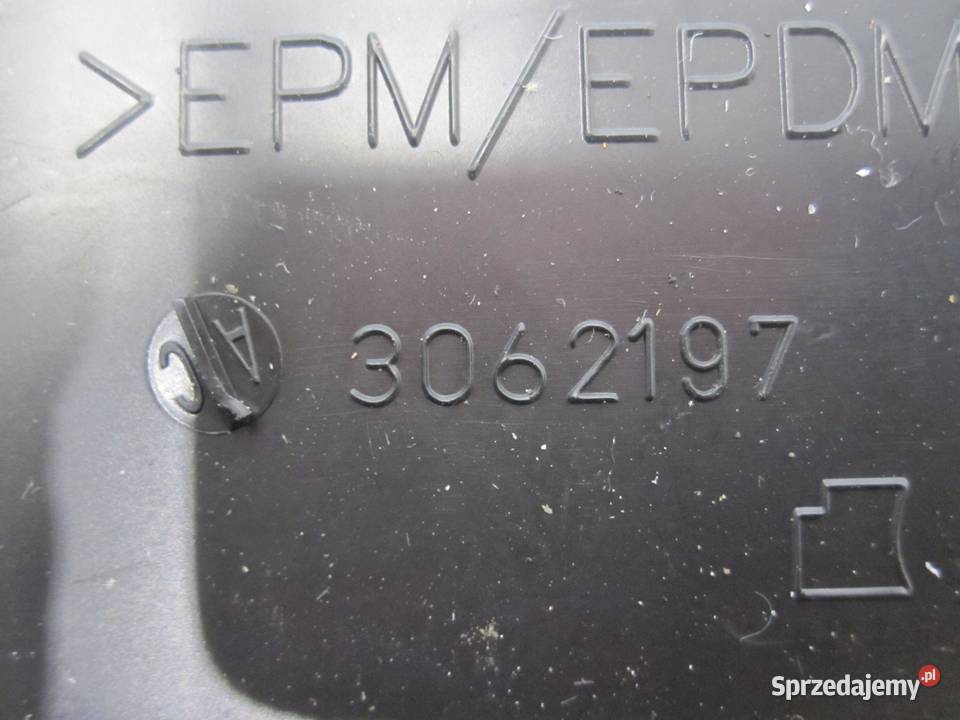 >EPM/EPDM
A
C
3062197
Sprzedajemy.pl